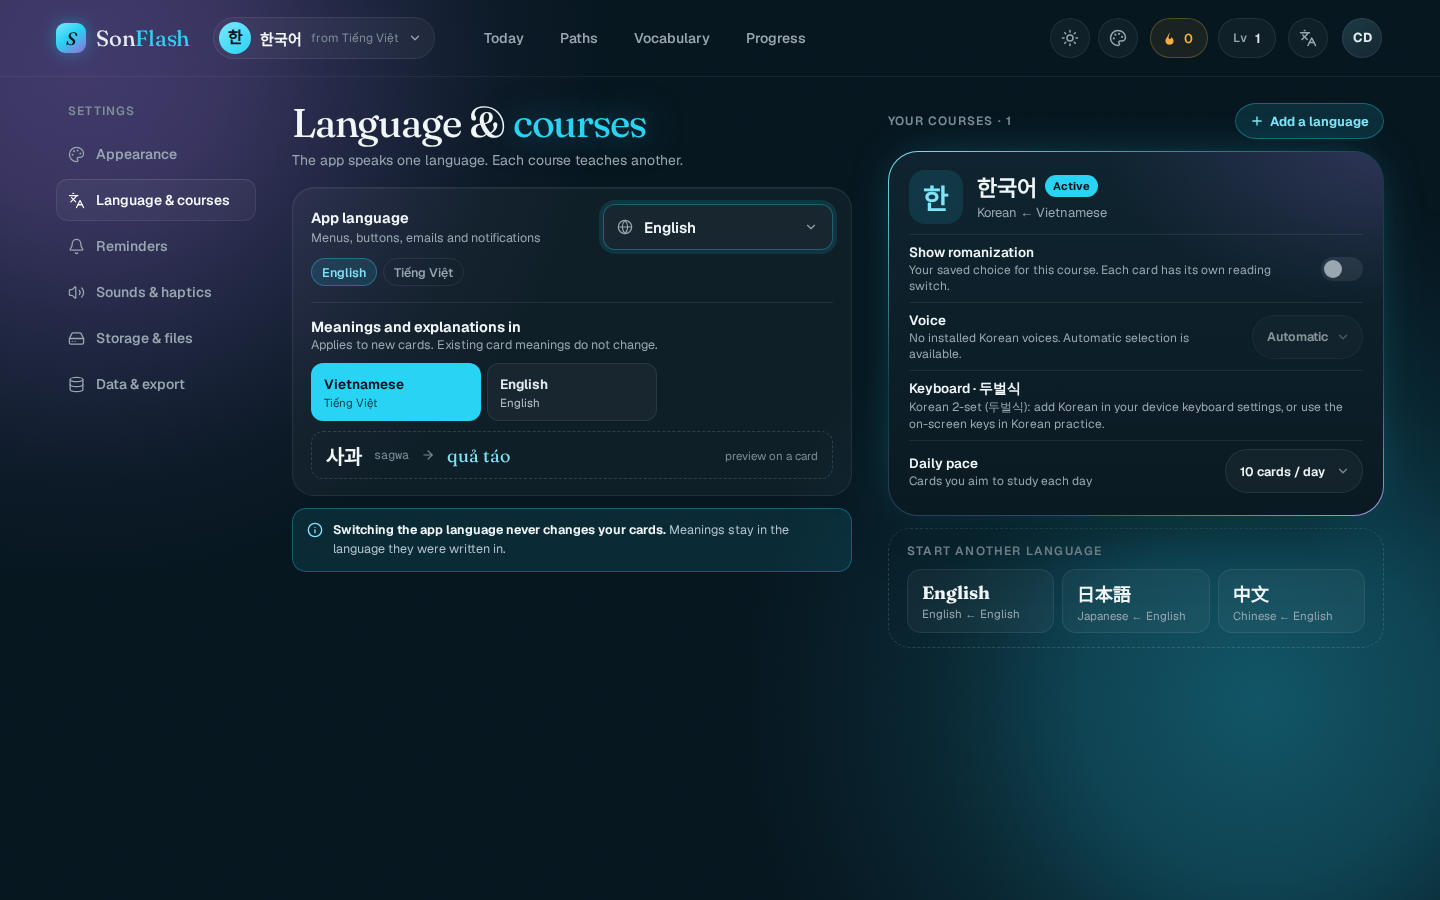 S SonFlash
한 한국어 from Tiếng Việt
Today
Paths
Vocabulary
Progress
0
Lv 1
CD
SETTINGS
Appearance
Language & courses
Reminders
Sounds & haptics
Storage & files
Data & export
Language & courses
The app speaks one language. Each course teaches another.
App language
Menus, buttons, emails and notifications
English
English
Tiếng Việt
Meanings and explanations in
Applies to new cards. Existing card meanings do not change.
Vietnamese
Tiếng Việt
English
English
사과 sagwa → quả táo
preview on a card
Switching the app language never changes your cards. Meanings stay in the
language they were written in.
YOUR COURSES · 1
+ Add a language
한
한국어 Active
Korean ← Vietnamese
Show romanization
Your saved choice for this course. Each card has its own reading
switch.
Voice
No installed Korean voices. Automatic selection is
available.
Automatic
Keyboard · 두벌식
Korean 2-set (두벌식): add Korean in your device keyboard settings, or use the
on-screen keys in Korean practice.
Daily pace
Cards you aim to study each day
10 cards / day
START ANOTHER LANGUAGE
English
English ← English
日本語
Japanese ← English
中文
Chinese ← English